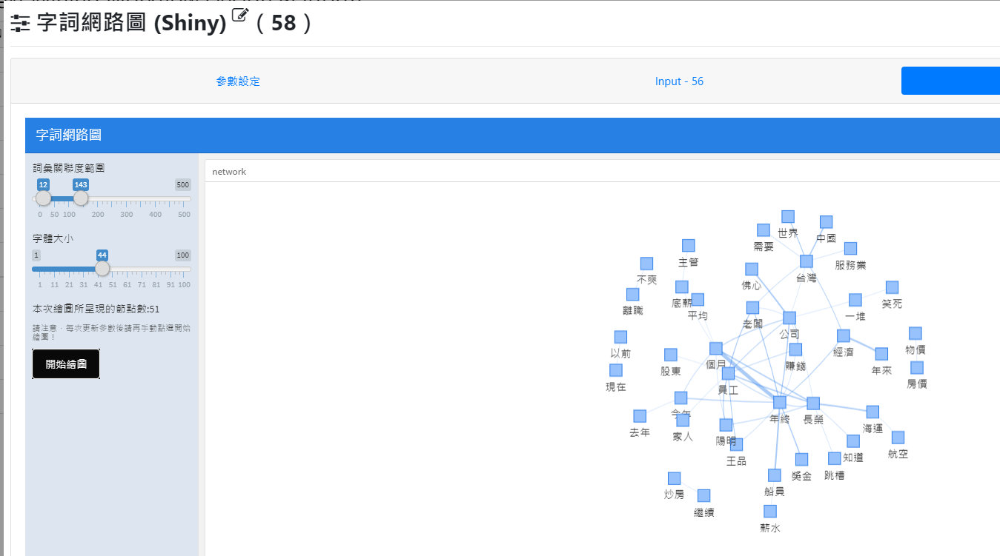 字詞網路圖 (Shiny) ( 58 )
參數設定
Input - 56
字詞網路圖
詞彙關聯度範圍
12 143 500
0 50 100 200 300 400 500
字體大小
1 44 100
1 11 21 31 41 51 61 71 81 91 100
本次繪圖所呈現的節點數:51
請注意，每次更新參數後請再手動點選開始
繪圖！
開始繪圖
network
世界
中國
需要
服務業
主管
台灣
不爽
佛心
底薪
笑死
離職
平均
一堆
老闆
公司
以前
經濟
物價
個月
賺錢
股東
年來
現在
員工
房價
今年
年終
長榮
去年
家人
海運
陽明
航空
王品
知道
獎金
跳槽
船員
炒房
繼續
薪水